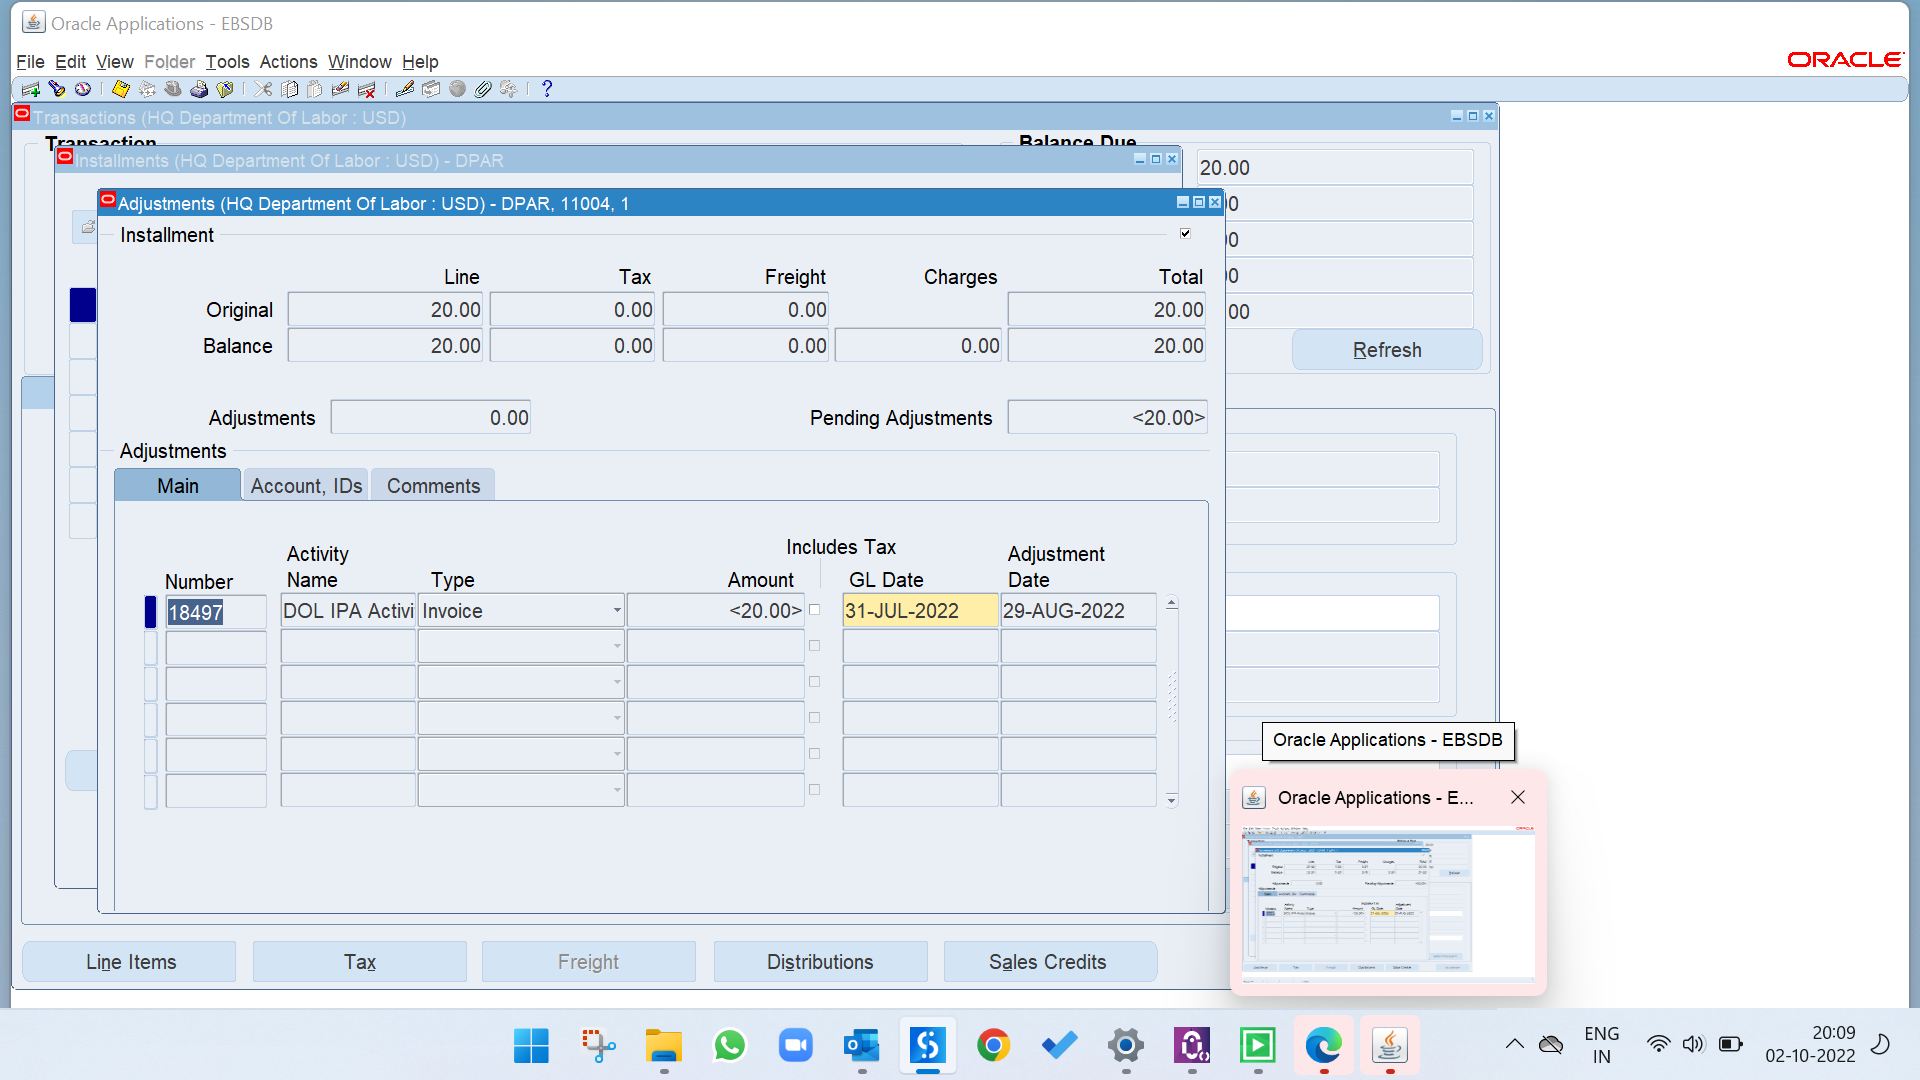 Oracle Applications - EBSDB
File Edit View Folder Tools Actions Window Help
ORACLE
Transactions (HQ Department Of Labor : USD)
Transaction
Balance Due
Installments (HQ Department Of Labor : USD) - DPAR
20.00
Adjustments (HQ Department Of Labor : USD) - DPAR, 11004, 1
Installment
Line Tax Freight Charges Total
Original 20.00 0.00 0.00 20.00
Balance 20.00 0.00 0.00 0.00 20.00
Refresh
Adjustments 0.00 Pending Adjustments <20.00>
Adjustments
Main Account, IDs Comments
Includes Tax
Activity Adjustment
Number Name Type Amount GL Date Date
18497 DOL IPA Activi Invoice <20.00> 31-JUL-2022 29-AUG-2022
Oracle Applications - EBSDB
Oracle Applications - E...
Line Items Tax Freight Distributions Sales Credits
ENG
IN
20:09
02-10-2022